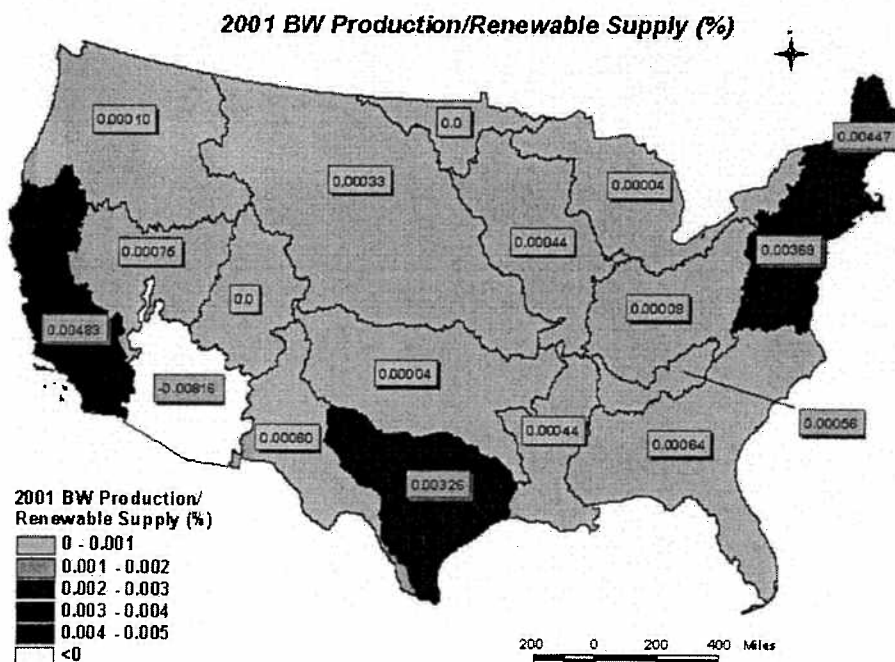 2001 BW Production/Renewable Supply (%)
0.00010
0.0
0.00447
0.00033
0.00004
0.00044
0.00369
0.00075
0.0
0.00009
0.00483
-0.00816
0.00004
0.00056
0.00060
0.00044
0.00064
0.00326
2001 BW Production/
Renewable Supply (%)
0 - 0.001
0.001 - 0.002
0.002 - 0.003
0.003 - 0.004
0.004 - 0.005
<0
200 0 200 400 Miles